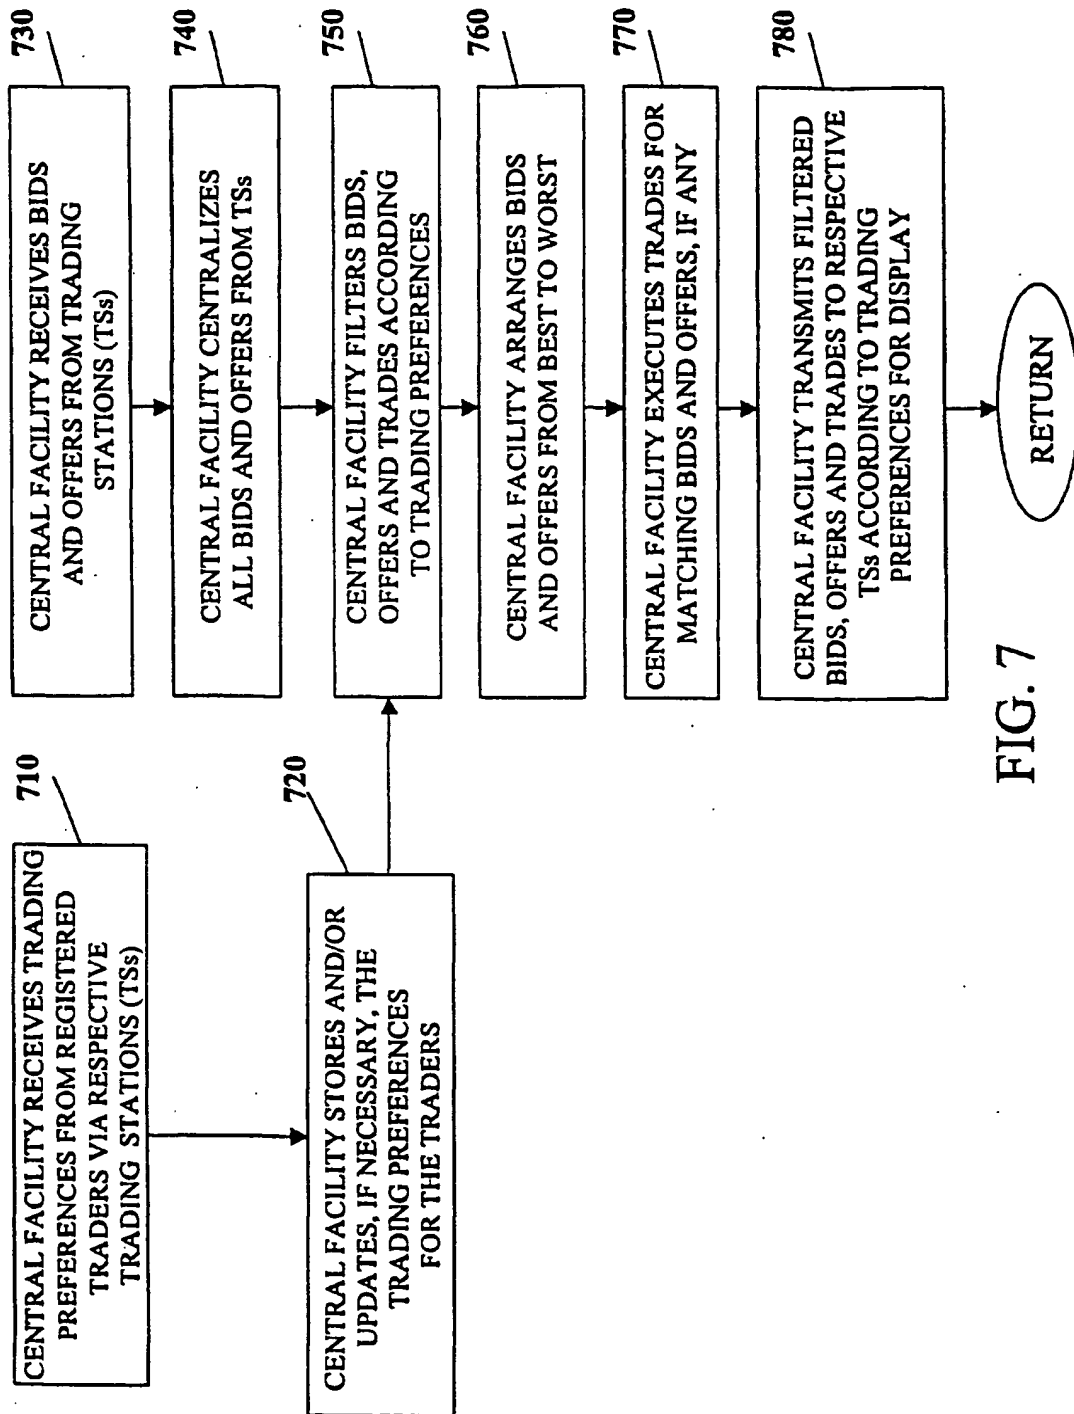 710
CENTRAL FACILITY RECEIVES TRADING
PREFERENCES FROM REGISTERED
TRADERS VIA RESPECTIVE
TRADING STATIONS (TSs)
720
CENTRAL FACILITY STORES AND/OR
UPDATES, IF NECESSARY, THE
TRADING PREFERENCES
FOR THE TRADERS
730
CENTRAL FACILITY RECEIVES BIDS
AND OFFERS FROM TRADING
STATIONS (TSs)
740
CENTRAL FACILITY CENTRALIZES
ALL BIDS AND OFFERS FROM TSs
750
CENTRAL FACILITY FILTERS BIDS,
OFFERS AND TRADES ACCORDING
TO TRADING PREFERENCES
760
CENTRAL FACILITY ARRANGES BIDS
AND OFFERS FROM BEST TO WORST
770
CENTRAL FACILITY EXECUTES TRADES FOR
MATCHING BIDS AND OFFERS, IF ANY
780
CENTRAL FACILITY TRANSMITS FILTERED
BIDS, OFFERS AND TRADES TO RESPECTIVE
TSs ACCORDING TO TRADING
PREFERENCES FOR DISPLAY
RETURN
FIG. 7